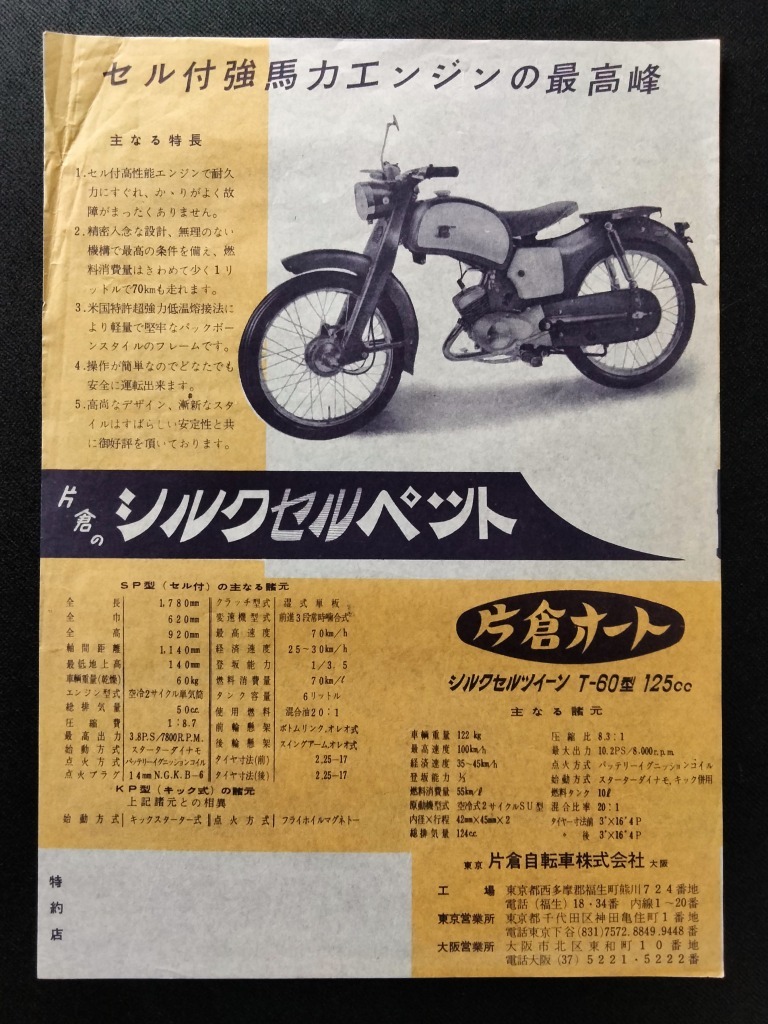 セル付強馬力エンジンの最高峰
主なる特長
1.セル付高性能エンジンで耐久
力にすぐれ、かゝりがよく故
障がまったくありません。
2.精密入念な設計、無理のない
機構で最高の条件を備え、燃
料消費量はきわめて少く1リ
ットルで70kmも走れます。
3.米国特許超強力低温熔接法に
より軽量で堅牢なバックボー
ンスタイルのフレームです。
4.操作が簡単なのでどなたでも
安全に運転出来ます。
5.高尚なデザイン、漸新なスタ
イルはすばらしい安定性と共
に御好評を頂いております。
片倉の シルクセルペット
SP型(セル付)の主なる諸元
全長 1,780mm クラッチ型式 湿式単板
全巾 620mm 変速機型式 前進3段常時噛合式
全高 920mm 最高速度 70km/h
軸間距離 1,140mm 経済速度 25~30km/h
最低地上高 140mm 登坂能力 1/3.5
車輌重量(乾燥) 60kg 燃料消費量 70km/ℓ
エンジン型式 空冷2サイクル単気筒 タンク容量 6リットル
総排気量 50cc 使用燃料 混合油20:1
圧縮費 1:8.7 前輪懸架 ボトムリンク,オレオ式
最高出力 3.8P.S/7800R.P.M. 後輪懸架 スイングアーム,オレオ式
始動方式 スターターダイナモ タイヤ寸法(前) 2.25-17
点火方式 バッテリーイグニッションコイル タイヤ寸法(後) 2.25-17
点火プラグ 14mm N.G.K.B-6
KP型(キック式)の諸元
上記諸元との相異
始動方式 キックスターター式 点火方式 フライホイルマグネトー
特約店
片倉オート
シルクセルツイーン T-60型 125cc
主なる諸元
車輌重量 122kg 圧縮比 8.3:1
最高速度 100km/h 最大出力 10.2PS/8.000r.p.m.
経済速度 35~45km/h 点火方式 バッテリーイグニッションコイル
登坂能力 ⅓ 始動方式 スターターダイナモ,キック併用
燃料消費量 55km/ℓ 燃料タンク 10ℓ
原動機型式 空冷式2サイクルSU型 混合比率 20:1
内径×行程 42mm×45mm×2 タイヤー寸法前 3"×16"4P
総排気量 124cc 〃 後 3"×16"4P
東京 片倉自転車株式会社 大阪
工場 東京都西多摩郡福生町熊川724番地
電話(福生)18・34番 内線1~20番
東京営業所 東京都千代田区神田亀住町1番地
電話東京下谷(831)7572.8849.9448番
大阪営業所 大阪市北区東和町10番地
電話大阪(37)5221・5222番